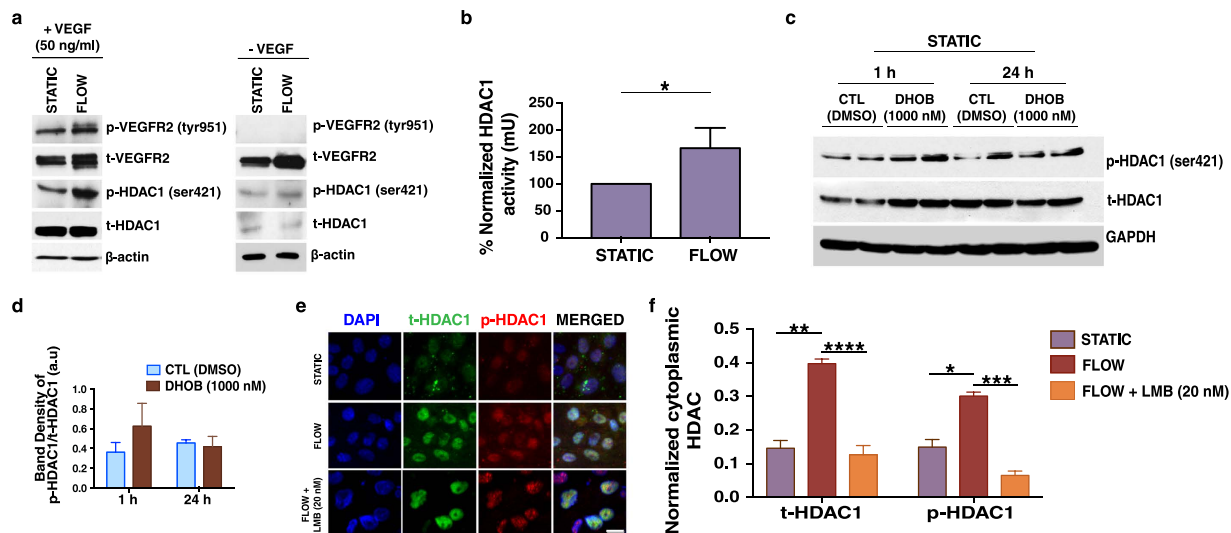 a
+ VEGF
(50 ng/ml)
- VEGF
STATIC
FLOW
STATIC
FLOW
p-VEGFR2 (tyr951)
t-VEGFR2
p-HDAC1 (ser421)
t-HDAC1
β-actin
p-VEGFR2 (tyr951)
t-VEGFR2
p-HDAC1 (ser421)
t-HDAC1
β-actin
b
% Normalized HDAC1
activity (mU)
250
200
150
100
50
0
*
STATIC
FLOW
c
STATIC
1 h
24 h
CTL
(DMSO)
DHOB
(1000 nM)
CTL
(DMSO)
DHOB
(1000 nM)
p-HDAC1 (ser421)
t-HDAC1
GAPDH
d
Band Density of
p-HDAC1/t-HDAC1 (a.u)
CTL (DMSO)
DHOB (1000 nM)
1.0
0.8
0.6
0.4
0.2
0.0
1 h
24 h
e
DAPI
t-HDAC1
p-HDAC1
MERGED
STATIC
FLOW
FLOW +
LMB (20 nM)
f
Normalized cytoplasmic
HDAC
0.5
0.4
0.3
0.2
0.1
0.0
**
****
*
***
STATIC
FLOW
FLOW + LMB (20 nM)
t-HDAC1
p-HDAC1